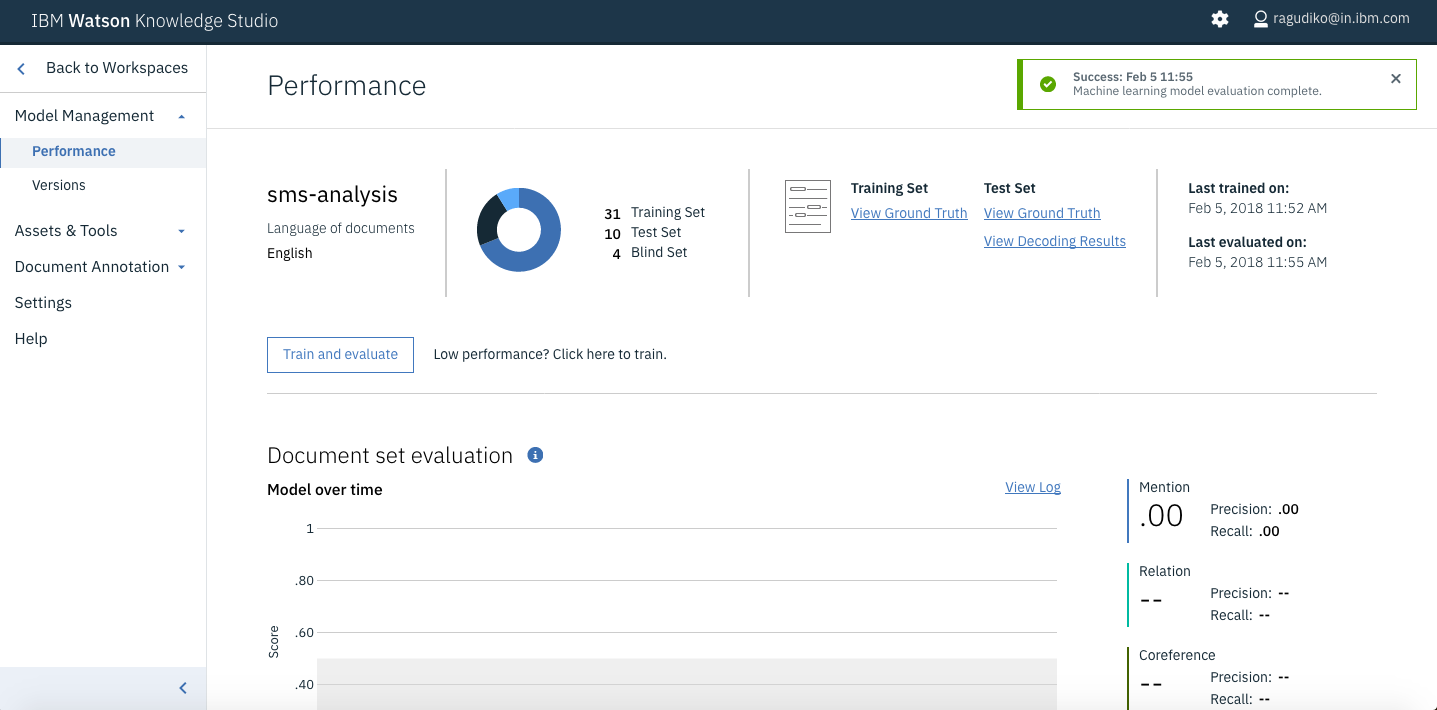 IBM Watson Knowledge Studio
ragudiko@in.ibm.com
Back to Workspaces
Model Management
Performance
Versions
Assets & Tools
Document Annotation
Settings
Help
Performance
Success: Feb 5 11:55
Machine learning model evaluation complete.
sms-analysis
Language of documents
English
31 Training Set
10 Test Set
4 Blind Set
Training Set
View Ground Truth
Test Set
View Ground Truth
View Decoding Results
Last trained on:
Feb 5, 2018 11:52 AM
Last evaluated on:
Feb 5, 2018 11:55 AM
Train and evaluate
Low performance? Click here to train.
Document set evaluation
Model over time
View Log
1
.80
.60
.40
Score
Mention
.00
Precision: .00
Recall: .00
Relation
--
Precision: --
Recall: --
Coreference
--
Precision: --
Recall: --